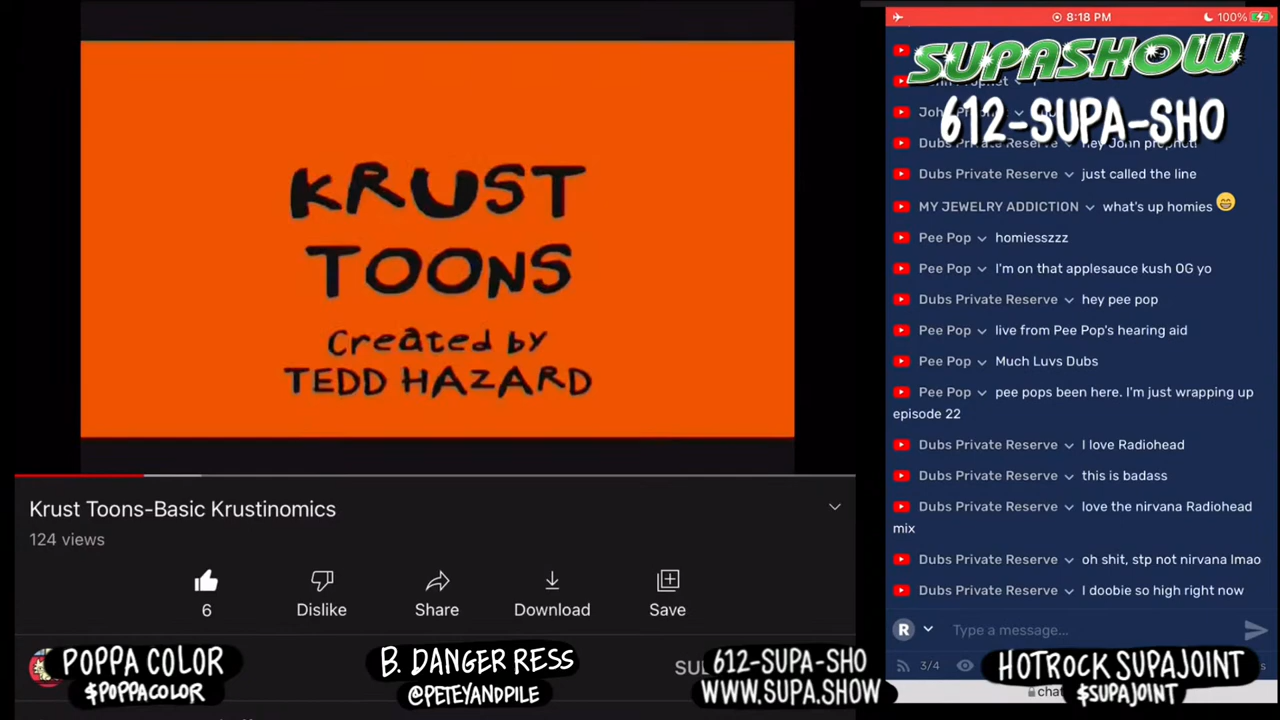 KRUST
TOONS
Created by
TEDD HAZARD
Krust Toons-Basic Krustinomics
124 views
6
Dislike
Share
Download
Save
POPPA COLOR
$POPPACOLOR
B. DANGER RESS
@PETEYANDPILE
612-SUPA-SHO
WWW.SUPA.SHOW
HOTROCK SUPAJOINT
$SUPAJOINT
8:18 PM
100%
SUPASHOW
612-SUPA-SHO
Dubs Private Reserve hey John prophet!
Dubs Private Reserve just called the line
MY JEWELRY ADDICTION what's up homies 😄
Pee Pop homiesszzz
Pee Pop I'm on that applesauce kush OG yo
Dubs Private Reserve hey pee pop
Pee Pop live from Pee Pop's hearing aid
Pee Pop Much Luvs Dubs
Pee Pop pee pops been here. I'm just wrapping up
episode 22
Dubs Private Reserve I love Radiohead
Dubs Private Reserve this is badass
Dubs Private Reserve love the nirvana Radiohead
mix
Dubs Private Reserve oh shit, stp not nirvana lmao
Dubs Private Reserve I doobie so high right now
R Type a message...
3/4